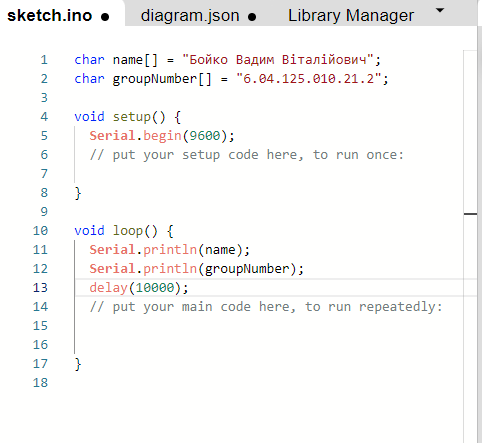 sketch.ino ● diagram.json ● Library Manager
1 char name[] = "Бойко Вадим Віталійович";
2 char groupNumber[] = "6.04.125.010.21.2";
3
4 void setup() {
5   Serial.begin(9600);
6   // put your setup code here, to run once:
7
8 }
9
10 void loop() {
11   Serial.println(name);
12   Serial.println(groupNumber);
13   delay(10000);
14   // put your main code here, to run repeatedly:
15
16
17 }
18